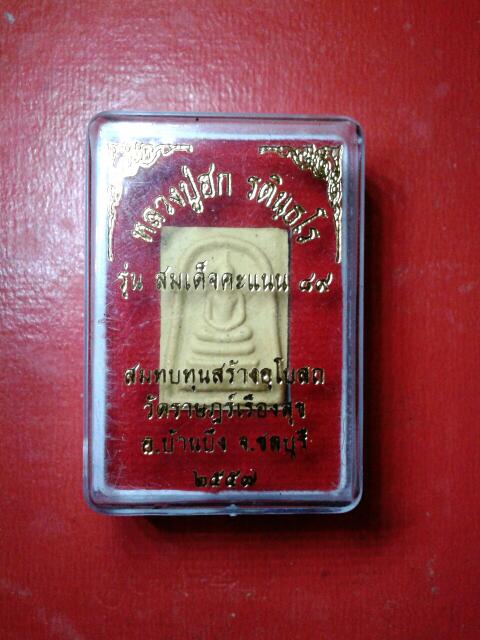 หลวงปู่ฮก รตินฺธโร
รุ่น สมเด็จคะแนน ๘๙
สมทบทุนสร้างอุโบสถ
วัดราษฎร์เรืองสุข
อ.บ้านบึง จ.ชลบุรี
๒๕๕๗